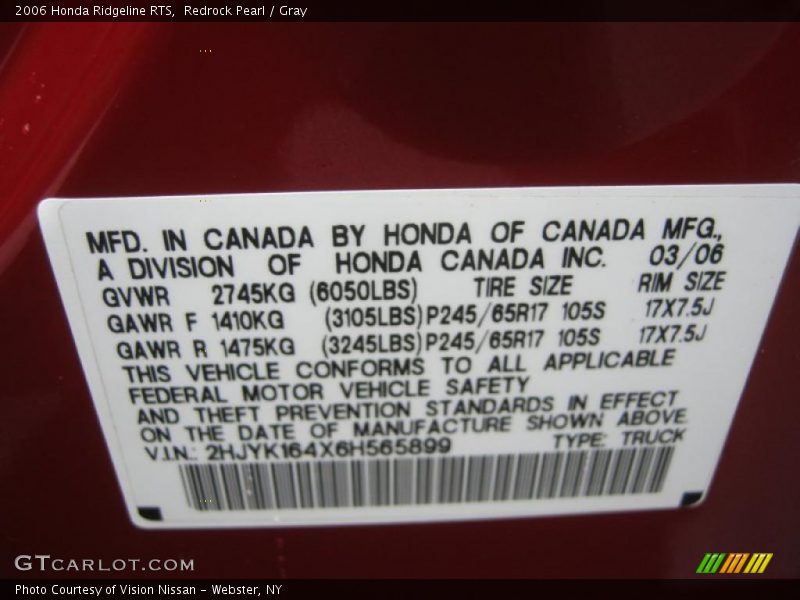 2006 Honda Ridgeline RTS,  Redrock Pearl / Gray
MFD. IN CANADA BY HONDA OF CANADA MFG.,
A DIVISION OF HONDA CANADA INC. 03/06
GVWR 2745KG (6050LBS) TIRE SIZE RIM SIZE
GAWR F 1410KG (3105LBS) P245/65R17 105S 17X7.5J
GAWR R 1475KG (3245LBS) P245/65R17 105S 17X7.5J
THIS VEHICLE CONFORMS TO ALL APPLICABLE
FEDERAL MOTOR VEHICLE SAFETY
AND THEFT PREVENTION STANDARDS IN EFFECT
ON THE DATE OF MANUFACTURE SHOWN ABOVE.
V.I.N.: 2HJYK164X6H565899 TYPE: TRUCK
GTCARLOT.COM
Photo Courtesy of Vision Nissan - Webster, NY